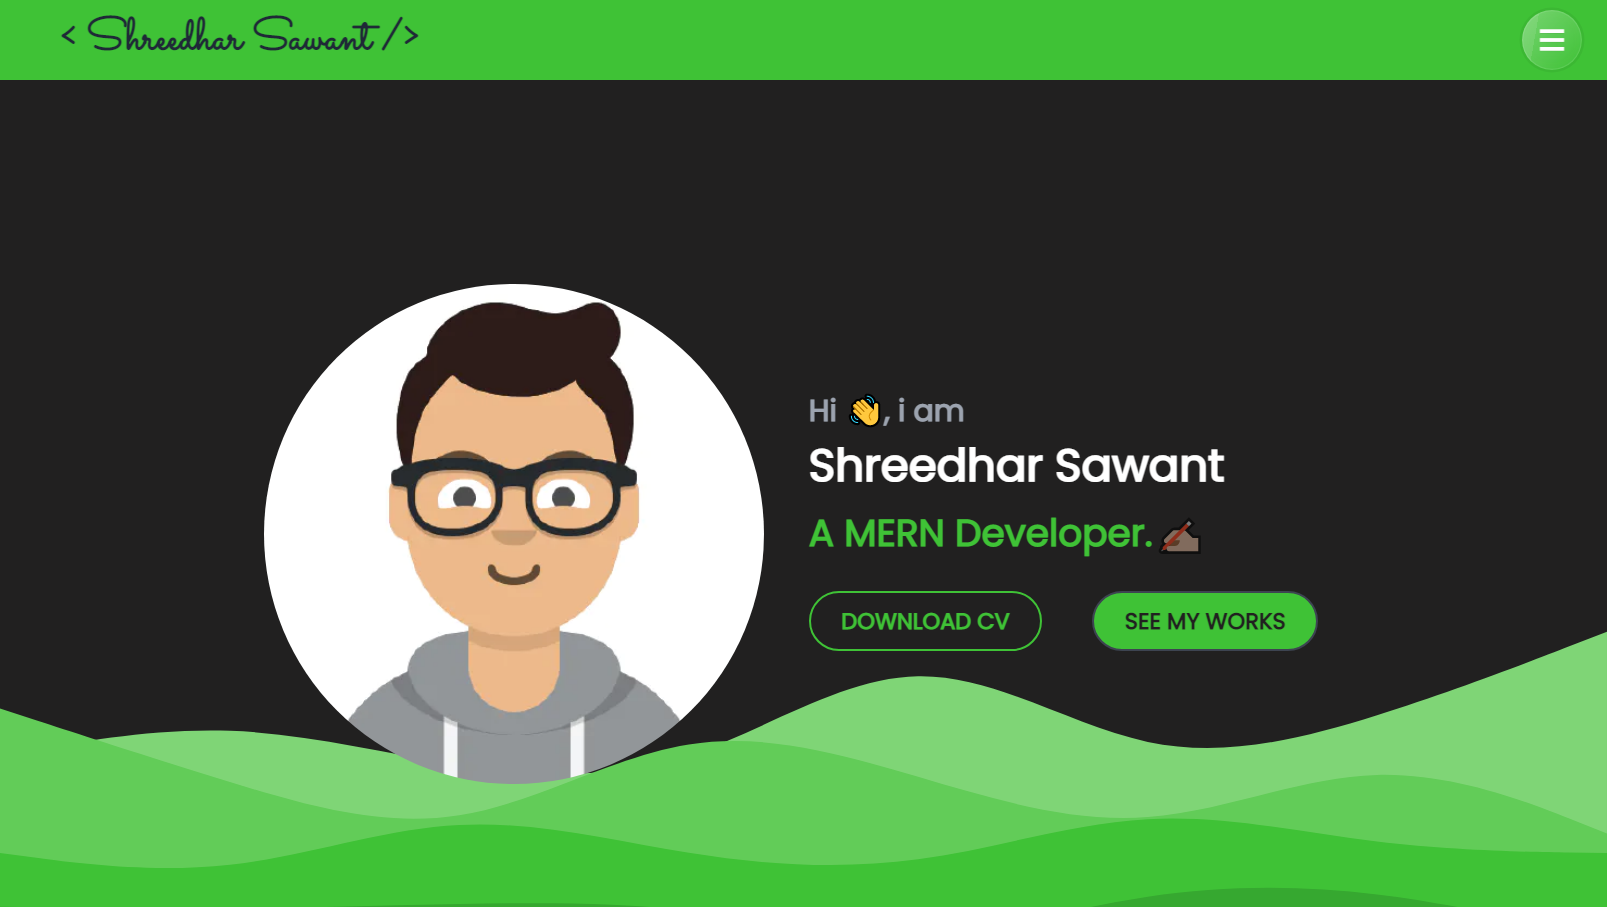 < Shreedhar Sawant />
Hi 👋, i am
Shreedhar Sawant
A MERN Developer. ✍🏾
DOWNLOAD CV
SEE MY WORKS